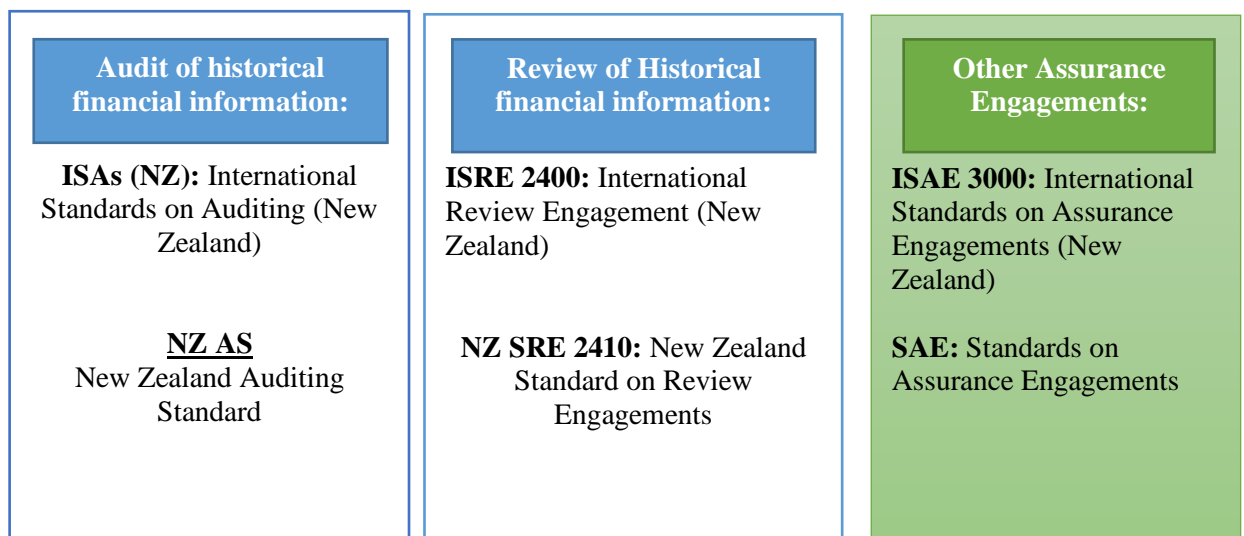 Audit of historical
financial information:
ISAs (NZ): International
Standards on Auditing (New
Zealand)
NZ AS
New Zealand Auditing
Standard
Review of Historical
financial information:
ISRE 2400: International
Review Engagement (New
Zealand)
NZ SRE 2410: New Zealand
Standard on Review
Engagements
Other Assurance
Engagements:
ISAE 3000: International
Standards on Assurance
Engagements (New
Zealand)
SAE: Standards on
Assurance Engagements